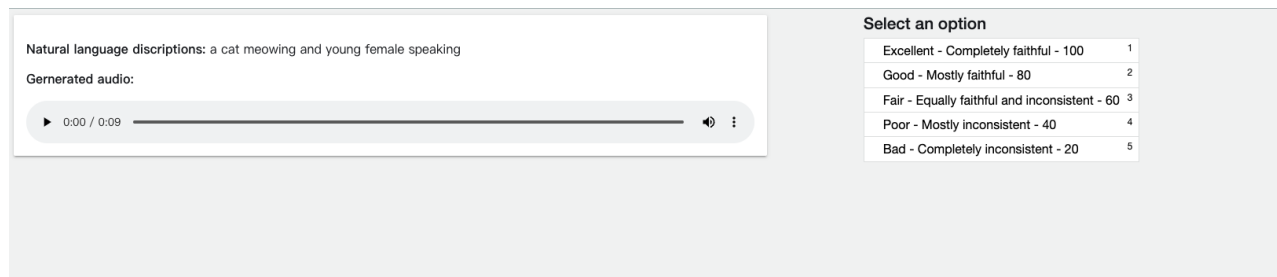 Natural language discriptions: a cat meowing and young female speaking
Gernerated audio:
0:00 / 0:09
Select an option
Excellent - Completely faithful - 100 1
Good - Mostly faithful - 80 2
Fair - Equally faithful and inconsistent - 60 3
Poor - Mostly inconsistent - 40 4
Bad - Completely inconsistent - 20 5